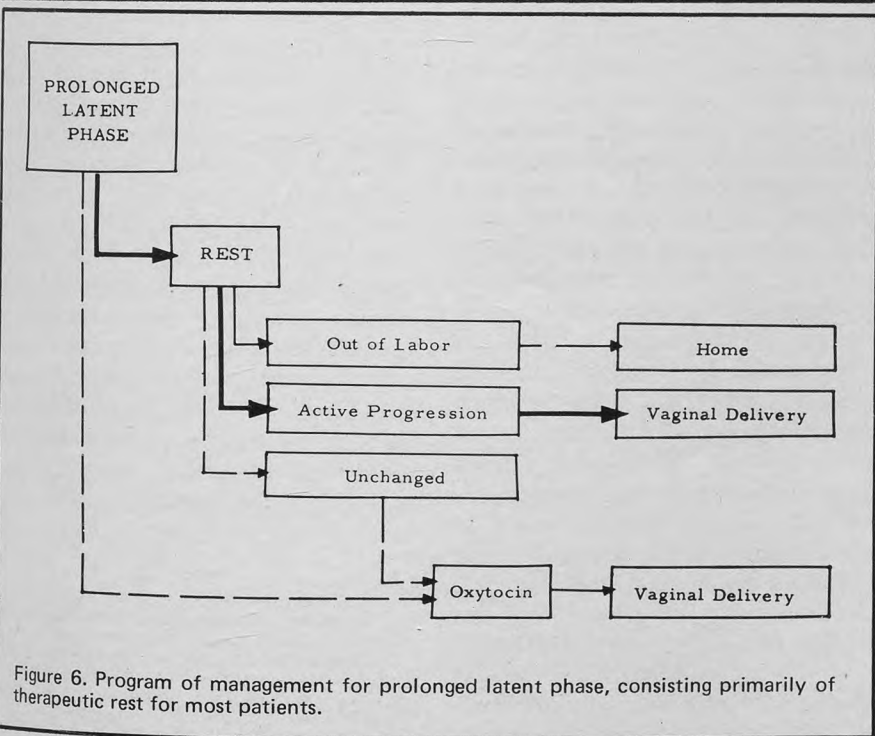 PROLONGED
LATENT
PHASE
REST
Out of Labor
Home
Active Progression
Vaginal Delivery
Unchanged
Oxytocin
Vaginal Delivery
Figure 6. Program of management for prolonged latent phase, consisting primarily of
therapeutic rest for most patients.